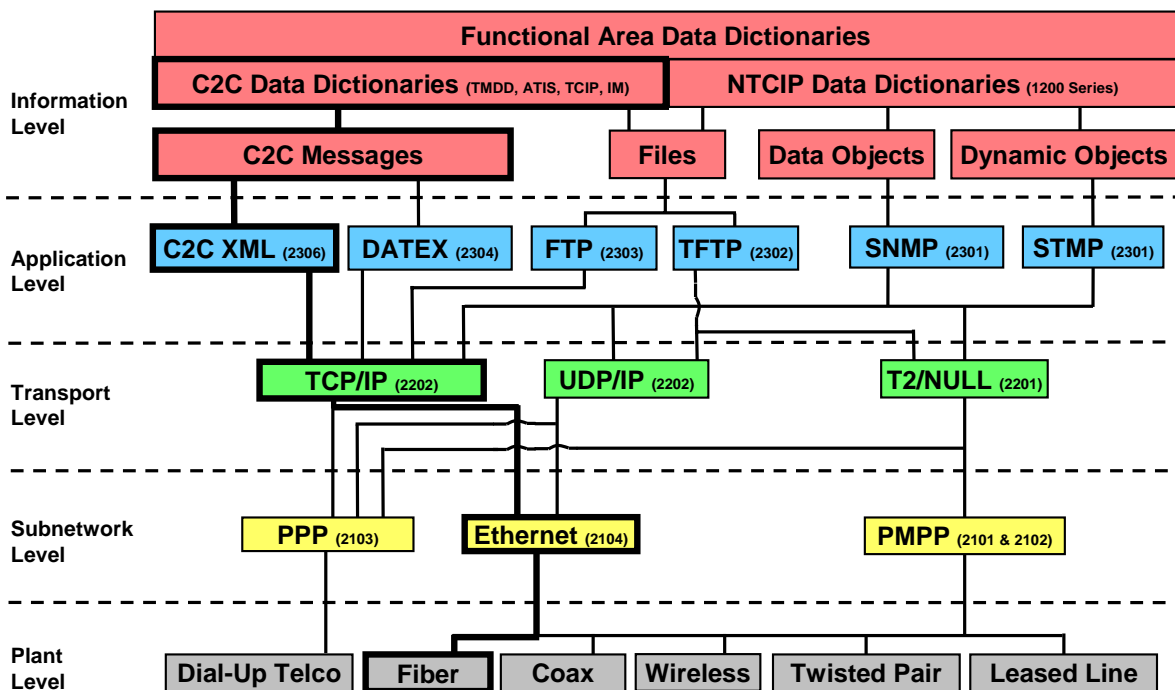 Functional Area Data Dictionaries
C2C Data Dictionaries (TMDD, ATIS, TCIP, IM)
NTCIP Data Dictionaries (1200 Series)
Information
Level
C2C Messages
Files
Data Objects
Dynamic Objects
Application
Level
C2C XML (2306)
DATEX (2304)
FTP (2303)
TFTP (2302)
SNMP (2301)
STMP (2301)
Transport
Level
TCP/IP (2202)
UDP/IP (2202)
T2/NULL (2201)
Subnetwork
Level
PPP (2103)
Ethernet (2104)
PMPP (2101 & 2102)
Plant
Level
Dial-Up Telco
Fiber
Coax
Wireless
Twisted Pair
Leased Line